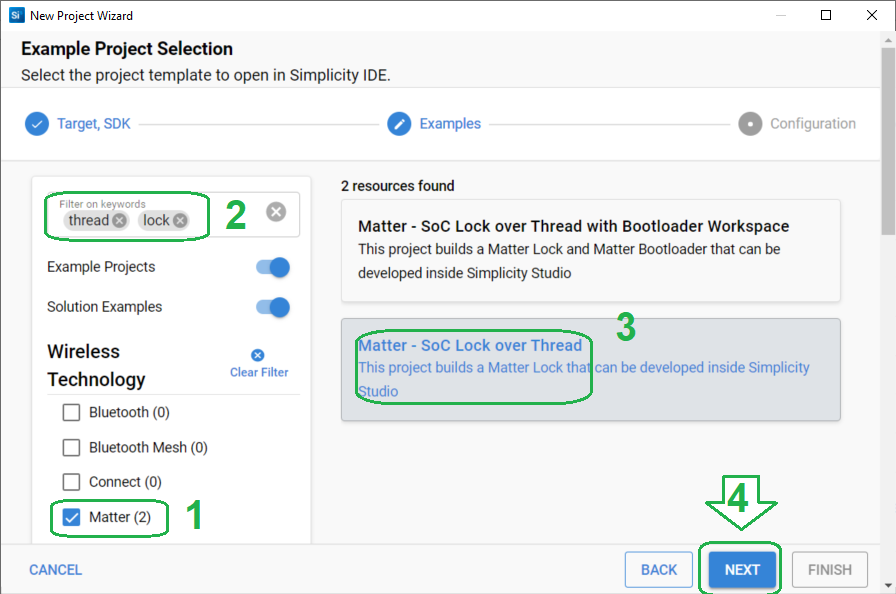 Si New Project Wizard
Example Project Selection
Select the project template to open in Simplicity IDE.
Target, SDK
Examples
Configuration
Filter on keywords
thread lock
2
Example Projects
Solution Examples
Wireless
Technology
Clear Filter
Bluetooth (0)
Bluetooth Mesh (0)
Connect (0)
Matter (2)
1
2 resources found
Matter - SoC Lock over Thread with Bootloader Workspace
This project builds a Matter Lock and Matter Bootloader that can be
developed inside Simplicity Studio
3
Matter - SoC Lock over Thread
This project builds a Matter Lock that can be developed inside Simplicity
Studio
4
CANCEL
BACK
NEXT
FINISH